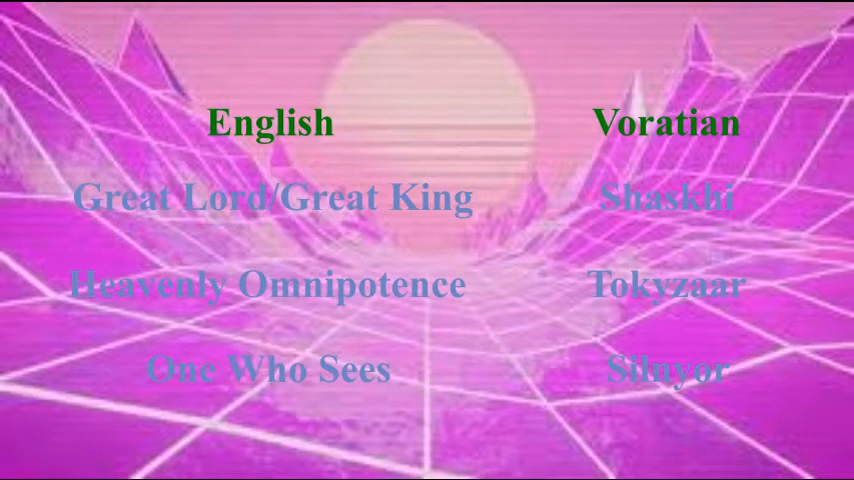 English Voratian
Great Lord/Great King Shaskhi
Heavenly Omnipotence Tokyzaar
One Who Sees Silnyor